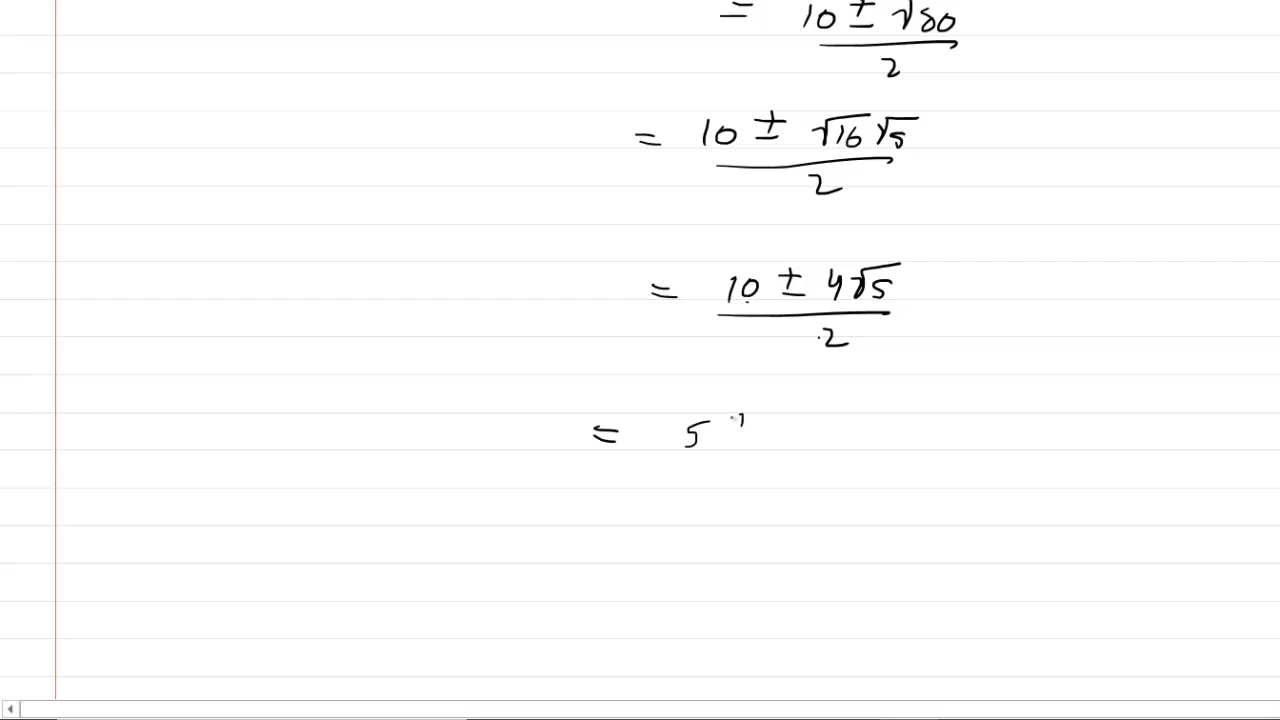 = 10 ± √80 / 2
= 10 ± √16 √5 / 2
= 10 ± 4√5 / 2
= 5